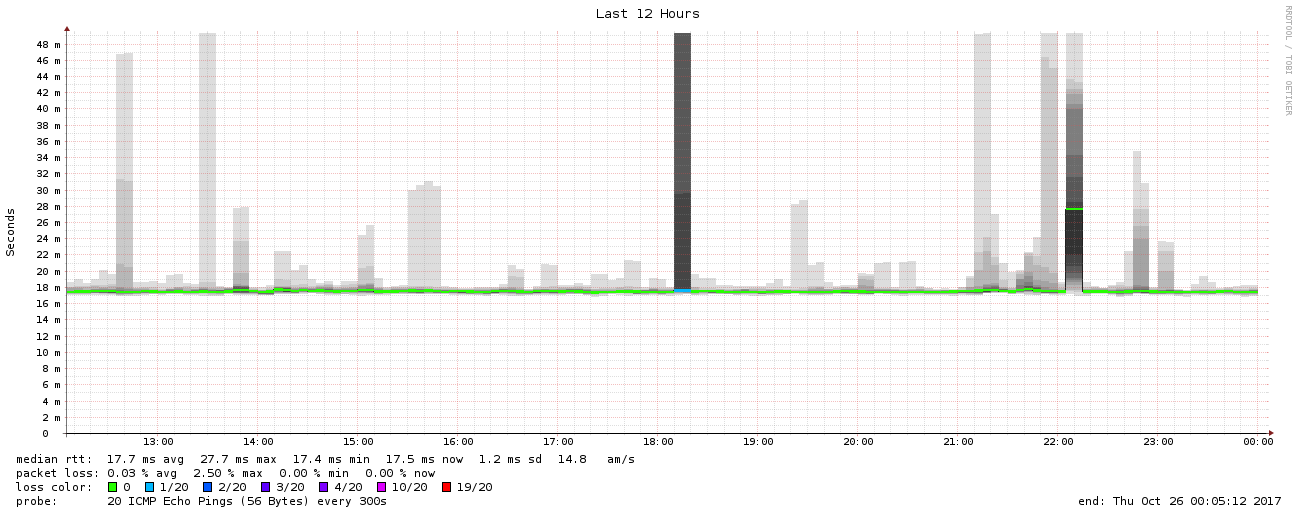 Last 12 Hours
RRDTOOL / TOBI OETIKER
Seconds
48 m
46 m
44 m
42 m
40 m
38 m
36 m
34 m
32 m
30 m
28 m
26 m
24 m
22 m
20 m
18 m
16 m
14 m
12 m
10 m
8 m
6 m
4 m
2 m
0
13:00 14:00 15:00 16:00 17:00 18:00 19:00 20:00 21:00 22:00 23:00 00:00
median rtt: 17.7 ms avg 27.7 ms max 17.4 ms min 17.5 ms now 1.2 ms sd 14.8 am/s
packet loss: 0.03 % avg 2.50 % max 0.00 % min 0.00 % now
loss color: 0 1/20 2/20 3/20 4/20 10/20 19/20
probe: 20 ICMP Echo Pings (56 Bytes) every 300s end: Thu Oct 26 00:05:12 2017